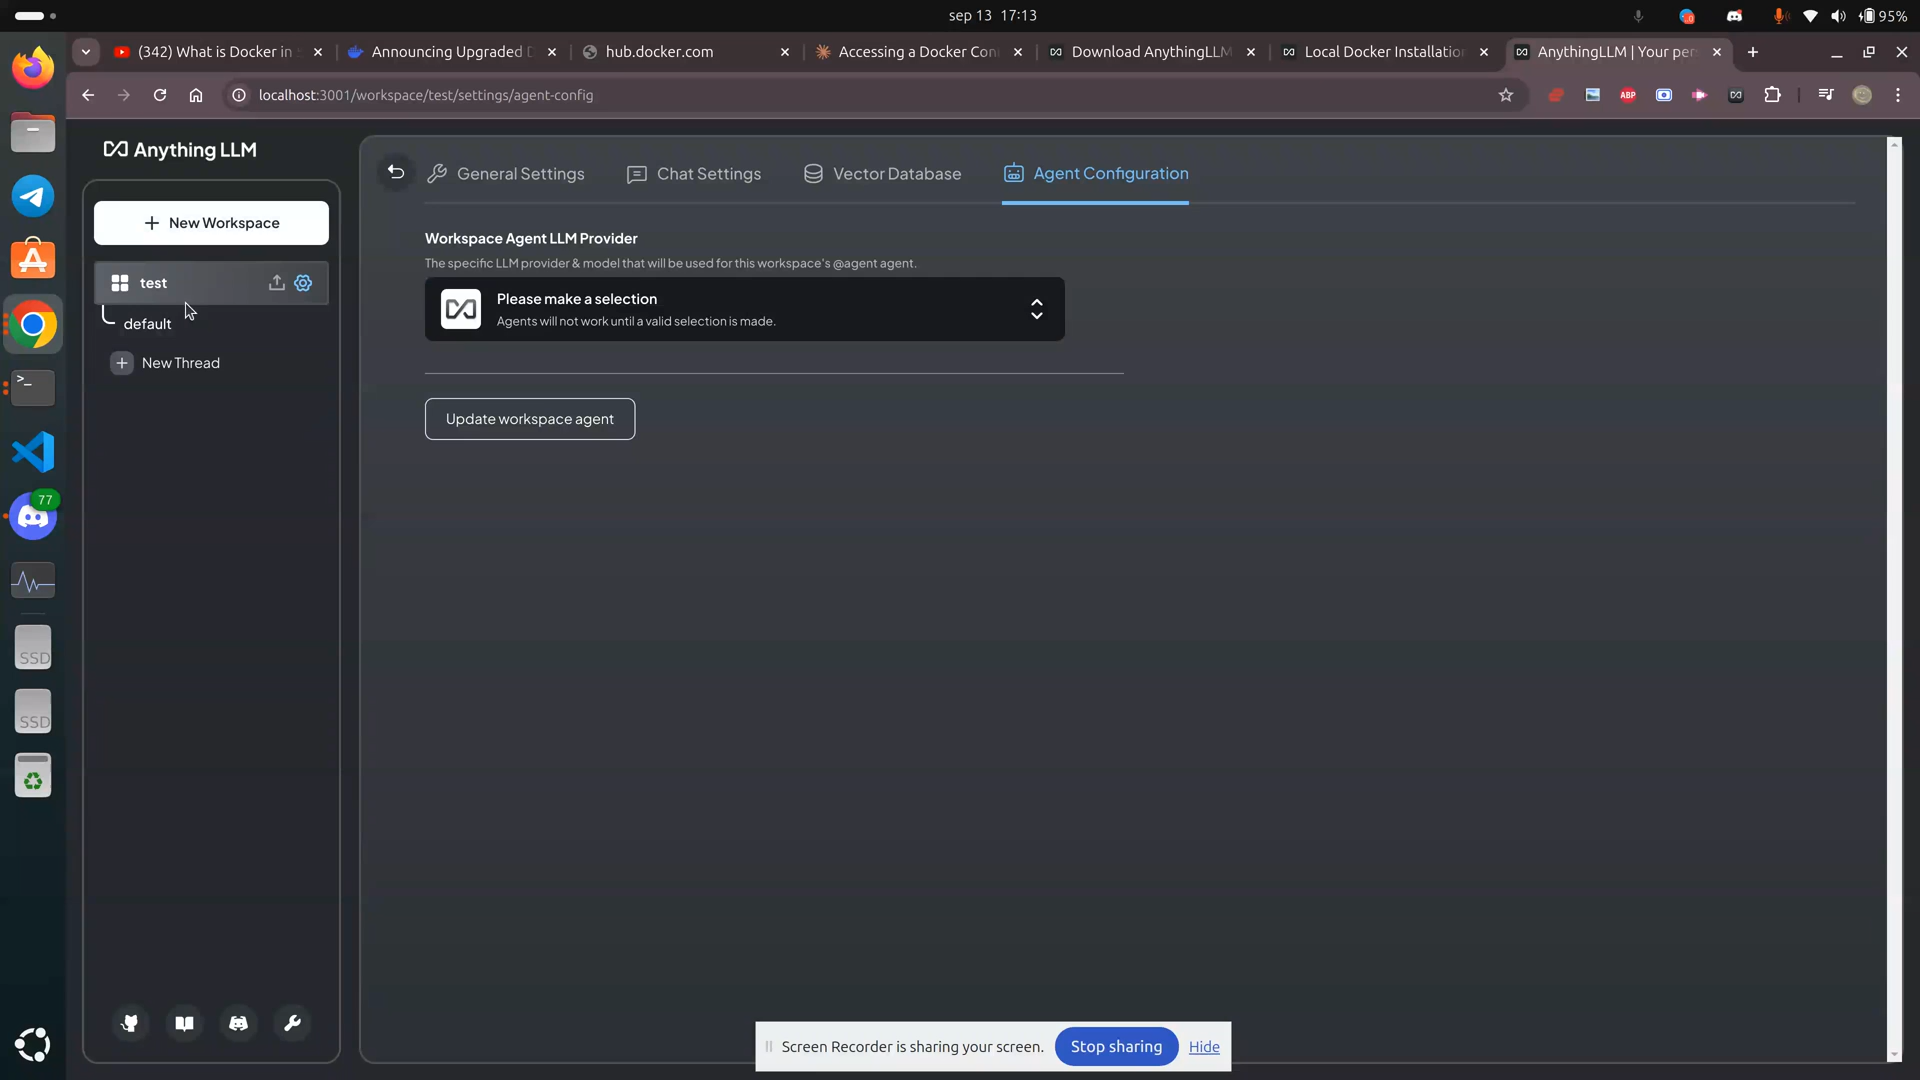 sep 13 17:13
95%
(342) What is Docker in
Announcing Upgraded D
hub.docker.com
Accessing a Docker Con
Download AnythingLLM
Local Docker Installation
AnythingLLM | Your per
localhost:3001/workspace/test/settings/agent-config
ABP
Anything LLM
General Settings
Chat Settings
Vector Database
Agent Configuration
New Workspace
Workspace Agent LLM Provider
The specific LLM provider & model that will be used for this workspace's @agent agent.
test
Please make a selection
Agents will not work until a valid selection is made.
default
New Thread
Update workspace agent
77
SSD
SSD
Screen Recorder is sharing your screen.
Stop sharing
Hide